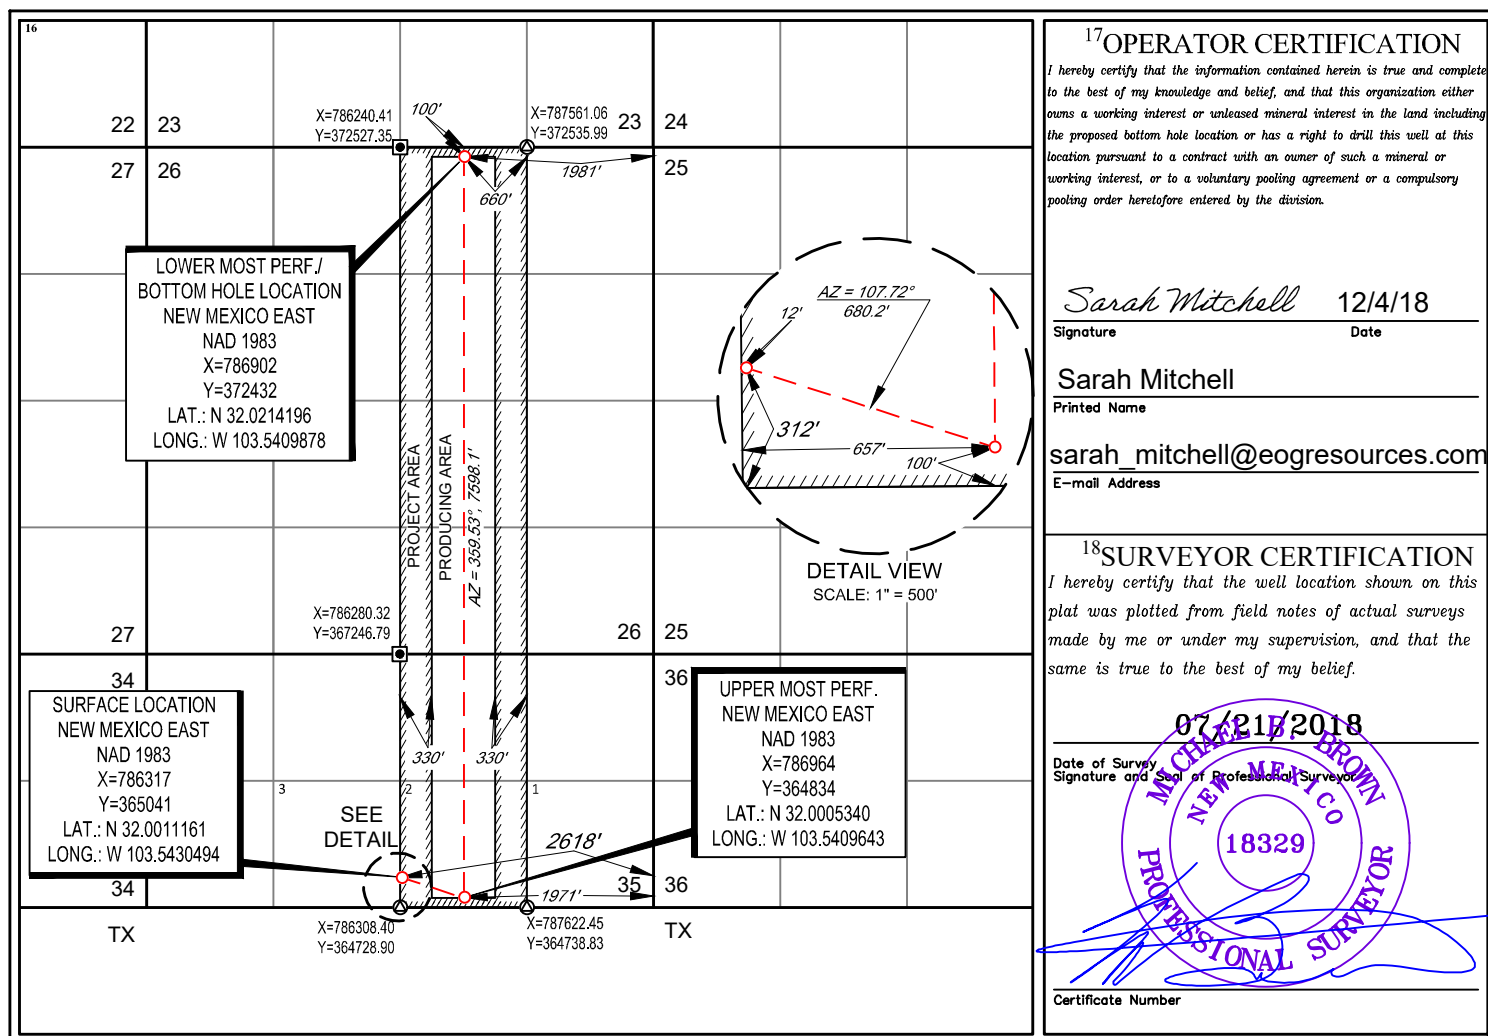 16
22 23
27 26
X=786240.41
Y=372527.35
100'
X=787561.06
Y=372535.99
23 24
25
1981'
660'
LOWER MOST PERF./
BOTTOM HOLE LOCATION
NEW MEXICO EAST
NAD 1983
X=786902
Y=372432
LAT.: N 32.0214196
LONG.: W 103.5409878
PROJECT AREA
PRODUCING AREA
AZ = 359.53°, 7598.1'
AZ = 107.72°
680.2'
12'
312'
657'
100'
DETAIL VIEW
SCALE: 1" = 500'
X=786280.32
Y=367246.79
27
34
26 25
36
SURFACE LOCATION
NEW MEXICO EAST
NAD 1983
X=786317
Y=365041
LAT.: N 32.0011161
LONG.: W 103.5430494
34
UPPER MOST PERF.
NEW MEXICO EAST
NAD 1983
X=786964
Y=364834
LAT.: N 32.0005340
LONG.: W 103.5409643
330' 330'
3 2 1
SEE
DETAIL
2618'
1971'
35 36
TX
X=786308.40
Y=364728.90
X=787622.45
Y=364738.83
TX
17OPERATOR CERTIFICATION
I hereby certify that the information contained herein is true and complete
to the best of my knowledge and belief, and that this organization either
owns a working interest or unleased mineral interest in the land including
the proposed bottom hole location or has a right to drill this well at this
location pursuant to a contract with an owner of such a mineral or
working interest, or to a voluntary pooling agreement or a compulsory
pooling order heretofore entered by the division.
Sarah Mitchell 12/4/18
Signature Date
Sarah Mitchell
Printed Name
sarah_mitchell@eogresources.com
E-mail Address
18SURVEYOR CERTIFICATION
I hereby certify that the well location shown on this
plat was plotted from field notes of actual surveys
made by me or under my supervision, and that the
same is true to the best of my belief.
07/21/2018
Date of Survey
Signature and Seal of Professional Surveyor
MICHAEL B. BROWN
NEW MEXICO
18329
PROFESSIONAL SURVEYOR
Certificate Number